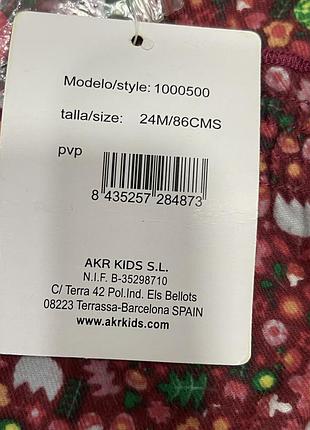 Modelo/style: 1000500
talla/size: 24M/86CMS
pvp
8 435257 284873
AKR KIDS S.L.
N.I.F. B-35298710
C/ Terra 42 Pol.Ind. Els Bellots
08223 Terrassa-Barcelona SPAIN
www.akrkids.com